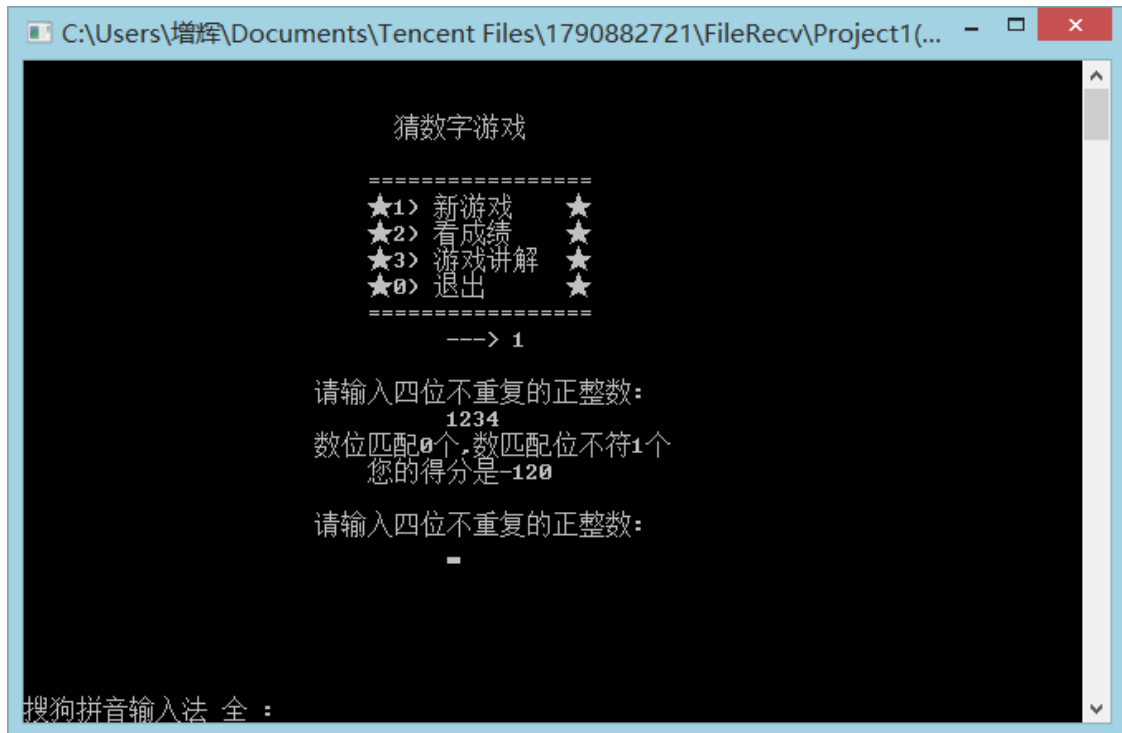 C:\Users\增辉\Documents\Tencent Files\1790882721\FileRecv\Project1(...
猜数字游戏
=================
★1) 新游戏 ★
★2) 看成绩 ★
★3) 游戏讲解 ★
★0) 退出 ★
=================
---> 1
请输入四位不重复的正整数:
1234
数位匹配0个,数匹配位不符1个
您的得分是-120
请输入四位不重复的正整数:
搜狗拼音输入法 全 :